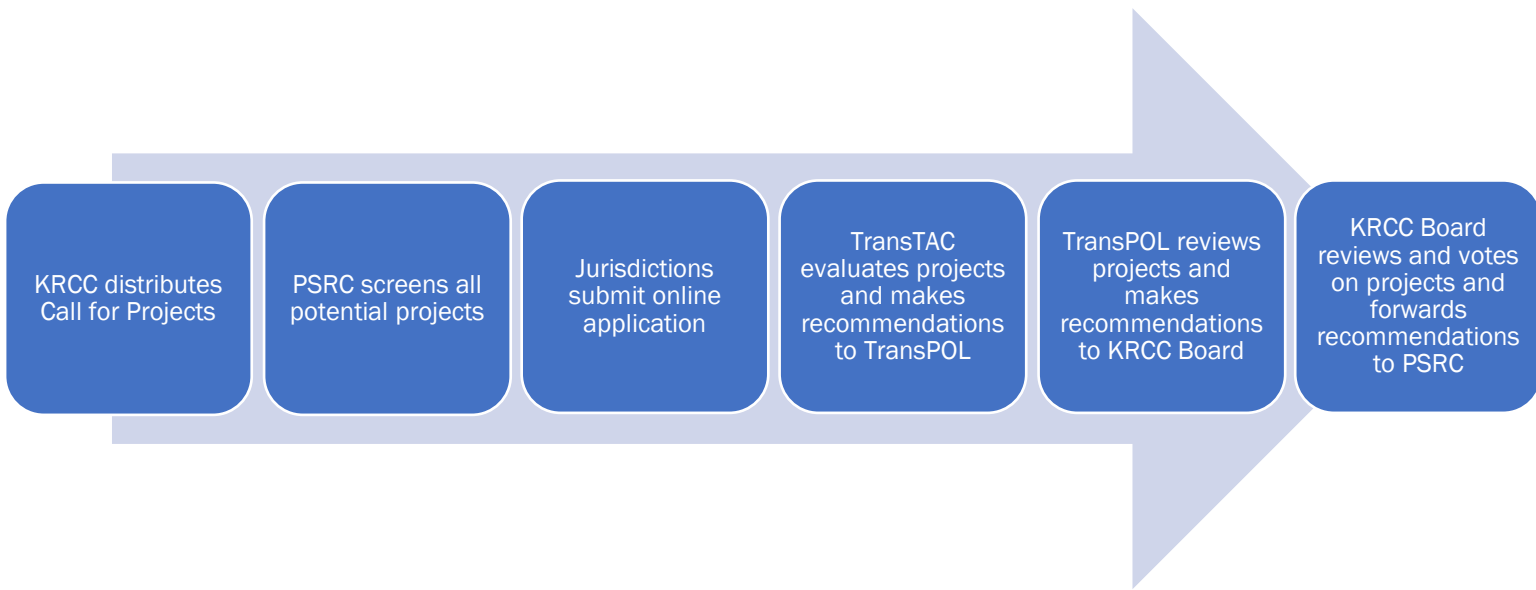 KRCC distributes
Call for Projects
PSRC screens all
potential projects
Jurisdictions
submit online
application
TransTAC
evaluates projects
and makes
recommendations
to TransPOL
TransPOL reviews
projects and
makes
recommendations
to KRCC Board
KRCC Board
reviews and votes
on projects and
forwards
recommendations
to PSRC